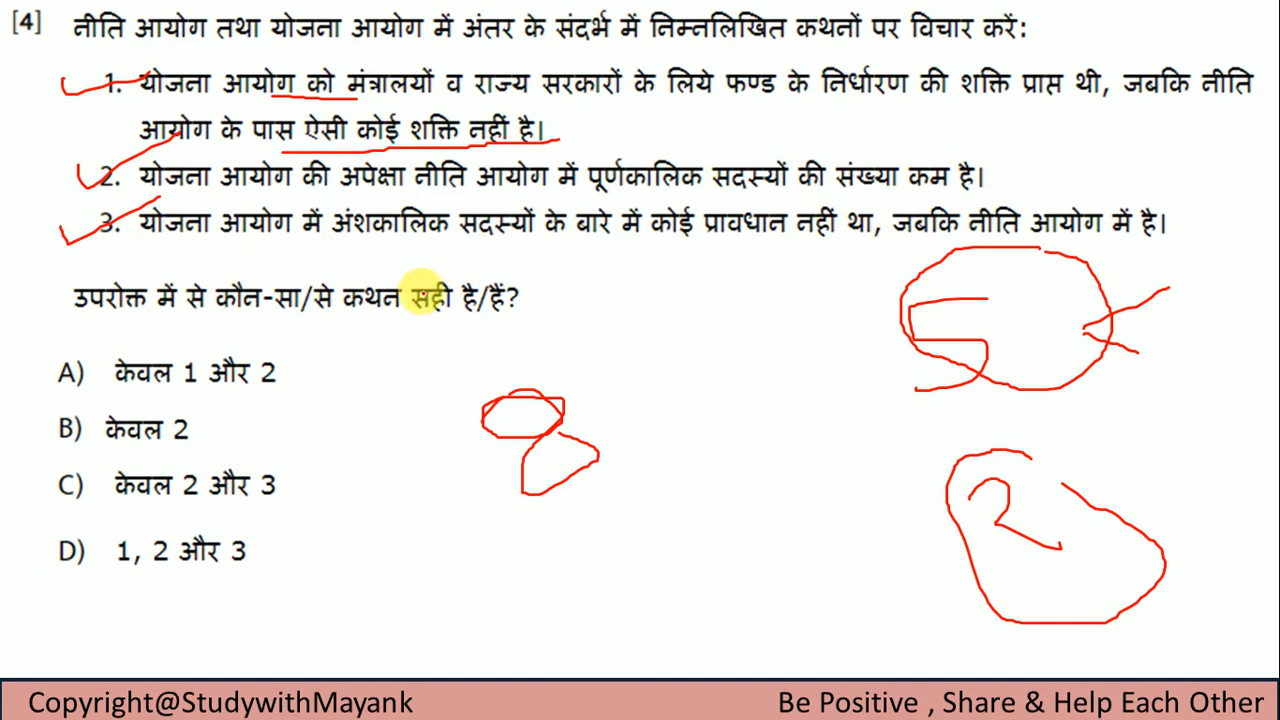 [4] नीति आयोग तथा योजना आयोग में अंतर के संदर्भ में निम्नलिखित कथनों पर विचार करें:
1. योजना आयोग को मंत्रालयों व राज्य सरकारों के लिये फण्ड के निर्धारण की शक्ति प्राप्त थी, जबकि नीति
आयोग के पास ऐसी कोई शक्ति नहीं है।
2. योजना आयोग की अपेक्षा नीति आयोग में पूर्णकालिक सदस्यों की संख्या कम है।
3. योजना आयोग में अंशकालिक सदस्यों के बारे में कोई प्रावधान नहीं था, जबकि नीति आयोग में है।
उपरोक्त में से कौन-सा/से कथन सही है/हैं?
A) केवल 1 और 2
B) केवल 2
C) केवल 2 और 3
D) 1, 2 और 3
Copyright@StudywithMayank
Be Positive , Share & Help Each Other